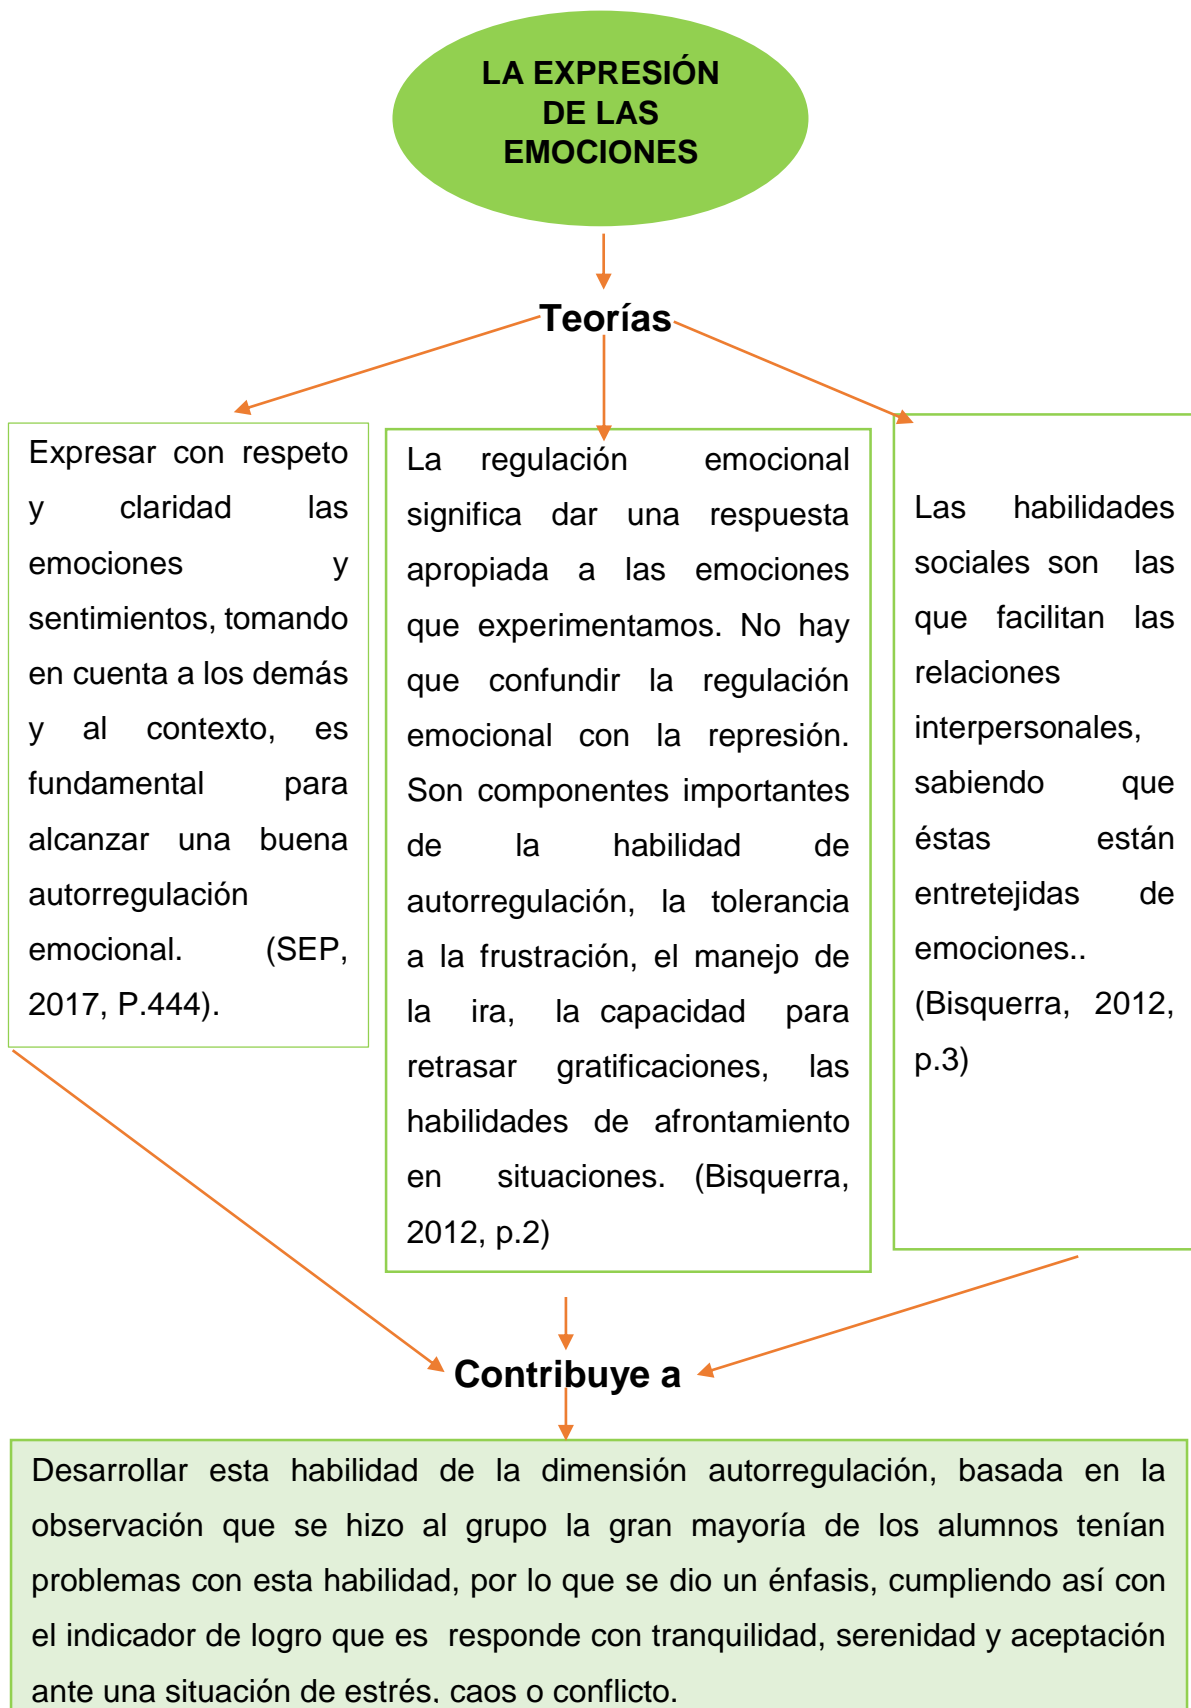 LA EXPRESIÓN
DE LAS
EMOCIONES
Teorías
Expresar con respeto
y claridad las
emociones y
sentimientos, tomando
en cuenta a los demás
y al contexto, es
fundamental para
alcanzar una buena
autorregulación
emocional. (SEP,
2017, P.444).
La regulación emocional
significa dar una respuesta
apropiada a las emociones
que experimentamos. No hay
que confundir la regulación
emocional con la represión.
Son componentes importantes
de la habilidad de
autorregulación, la tolerancia
a la frustración, el manejo de
la ira, la capacidad para
retrasar gratificaciones, las
habilidades de afrontamiento
en situaciones. (Bisquerra,
2012, p.2)
Las habilidades
sociales son las
que facilitan las
relaciones
interpersonales,
sabiendo que
éstas están
entretejidas de
emociones..
(Bisquerra, 2012,
p.3)
Contribuye a
Desarrollar esta habilidad de la dimensión autorregulación, basada en la
observación que se hizo al grupo la gran mayoría de los alumnos tenían
problemas con esta habilidad, por lo que se dio un énfasis, cumpliendo así con
el indicador de logro que es responde con tranquilidad, serenidad y aceptación
ante una situación de estrés, caos o conflicto.